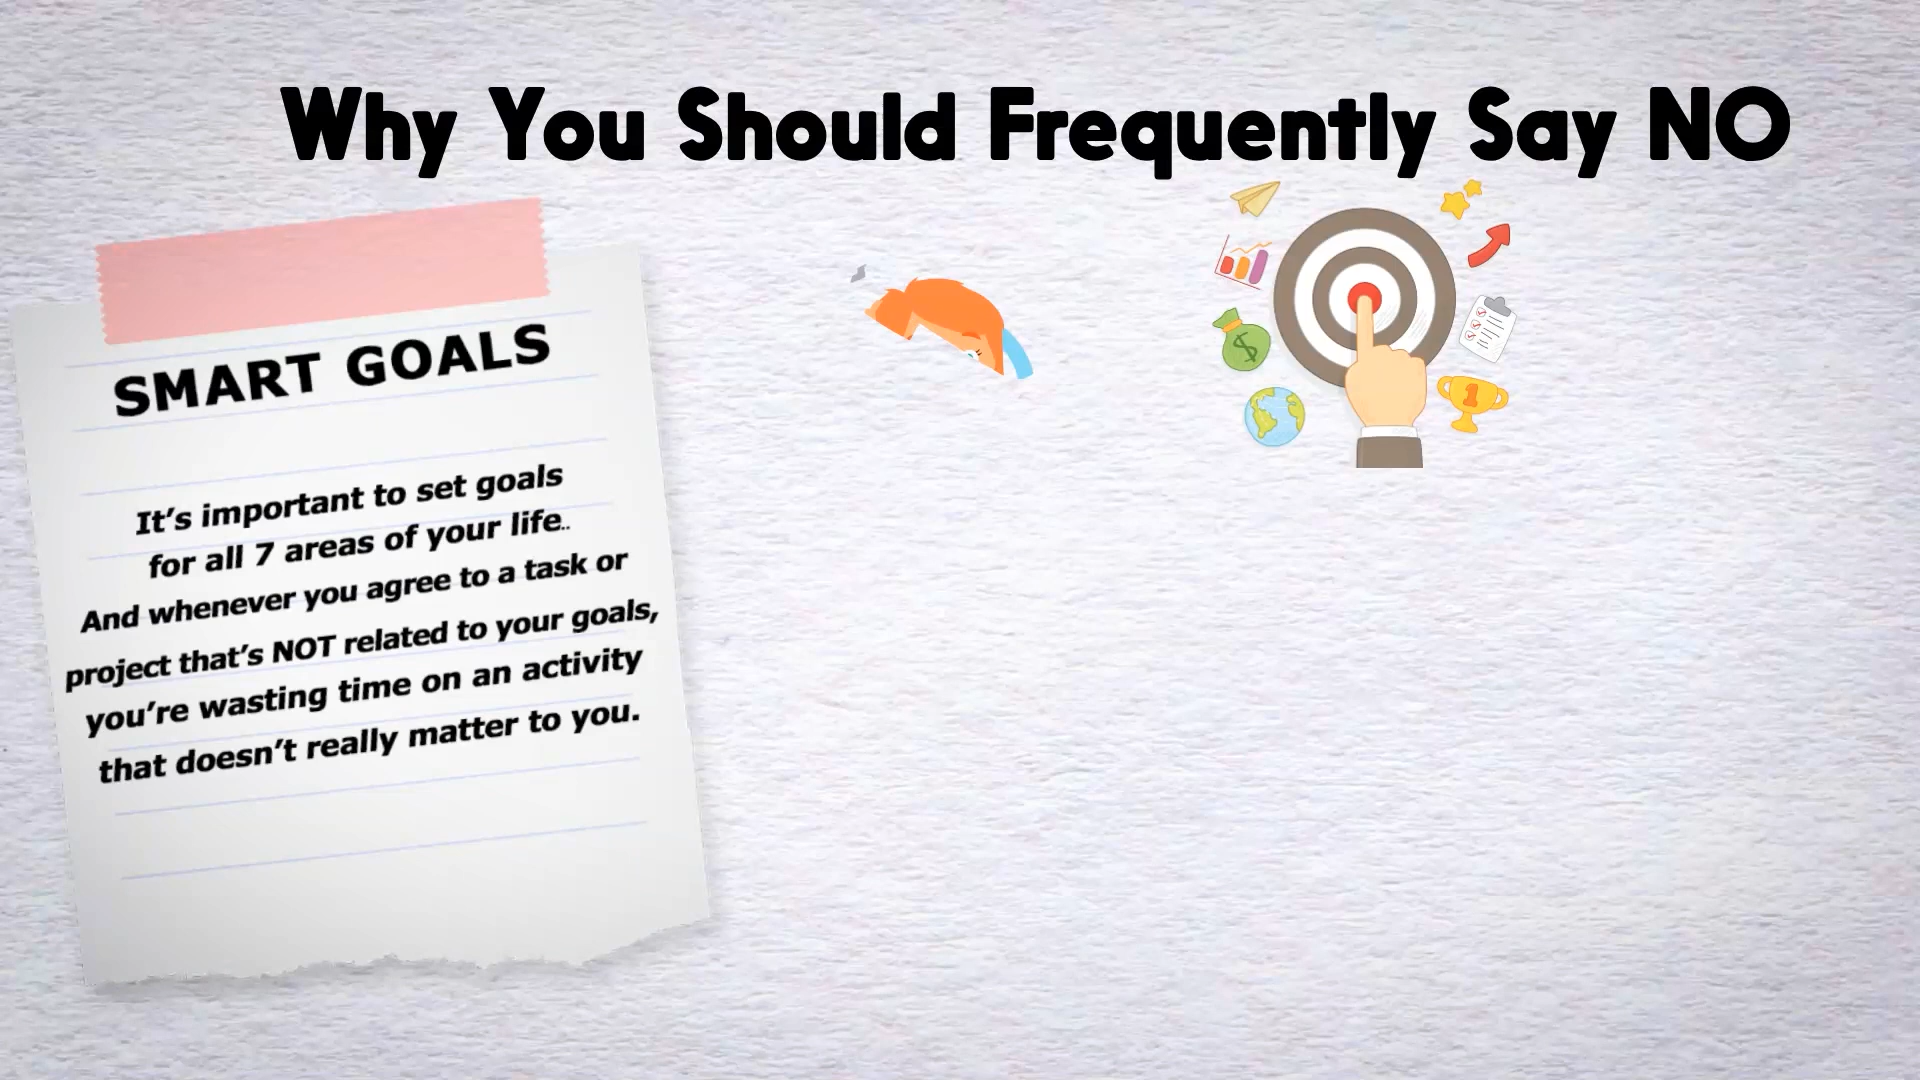 Why You Should Frequently Say NO
SMART GOALS
It's important to set goals
for all 7 areas of your life..
And whenever you agree to a task or
project that's NOT related to your goals,
you're wasting time on an activity
that doesn't really matter to you.
$
1